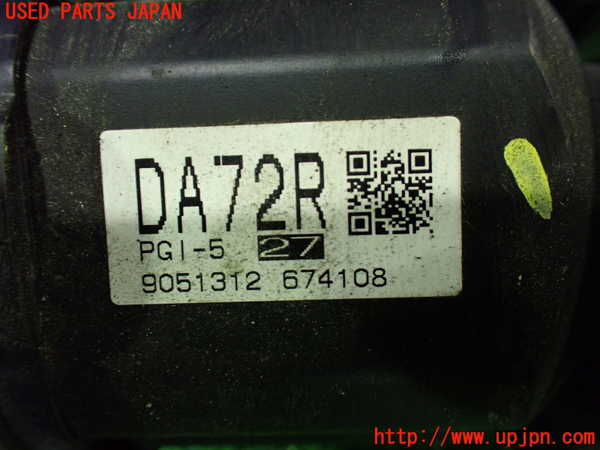 USED PARTS JAPAN
DA72R
PGI-5 27
9051312 674108
http://www.upjpn.com/